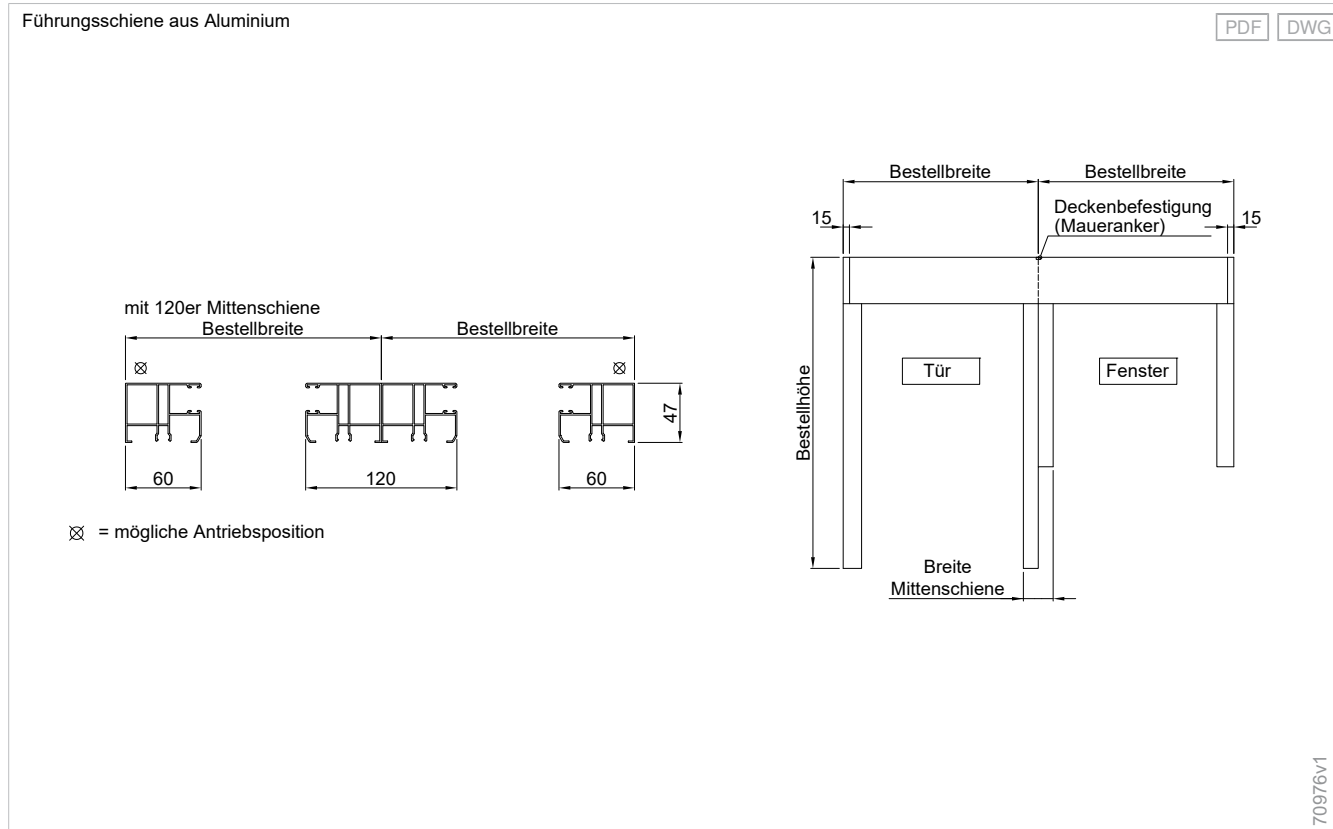 Führungsschiene aus Aluminium
PDF DWG
mit 120er Mittenschiene
Bestellbreite Bestellbreite
47
60 120 60
⊠ = mögliche Antriebsposition
Bestellbreite Bestellbreite
15
Deckenbefestigung
(Maueranker)
15
Bestellhöhe
Tür
Fenster
Breite
Mittenschiene
70976v1